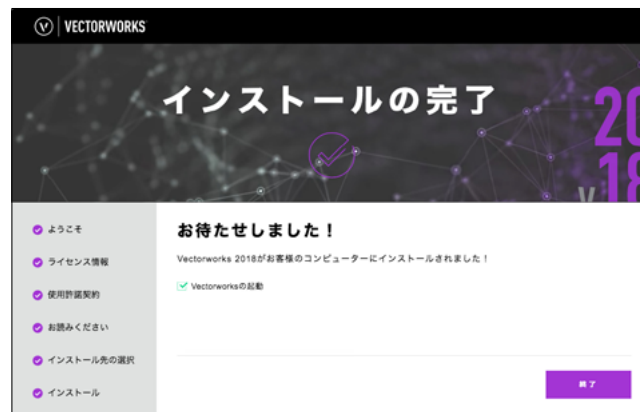 VECTORWORKS
インストールの完了
20
18
V
ようこそ
ライセンス情報
使用許諾契約
お読みください
インストール先の選択
インストール
お待たせしました！
Vectorworks 2018がお客様のコンピューターにインストールされました！
Vectorworksの起動
終了